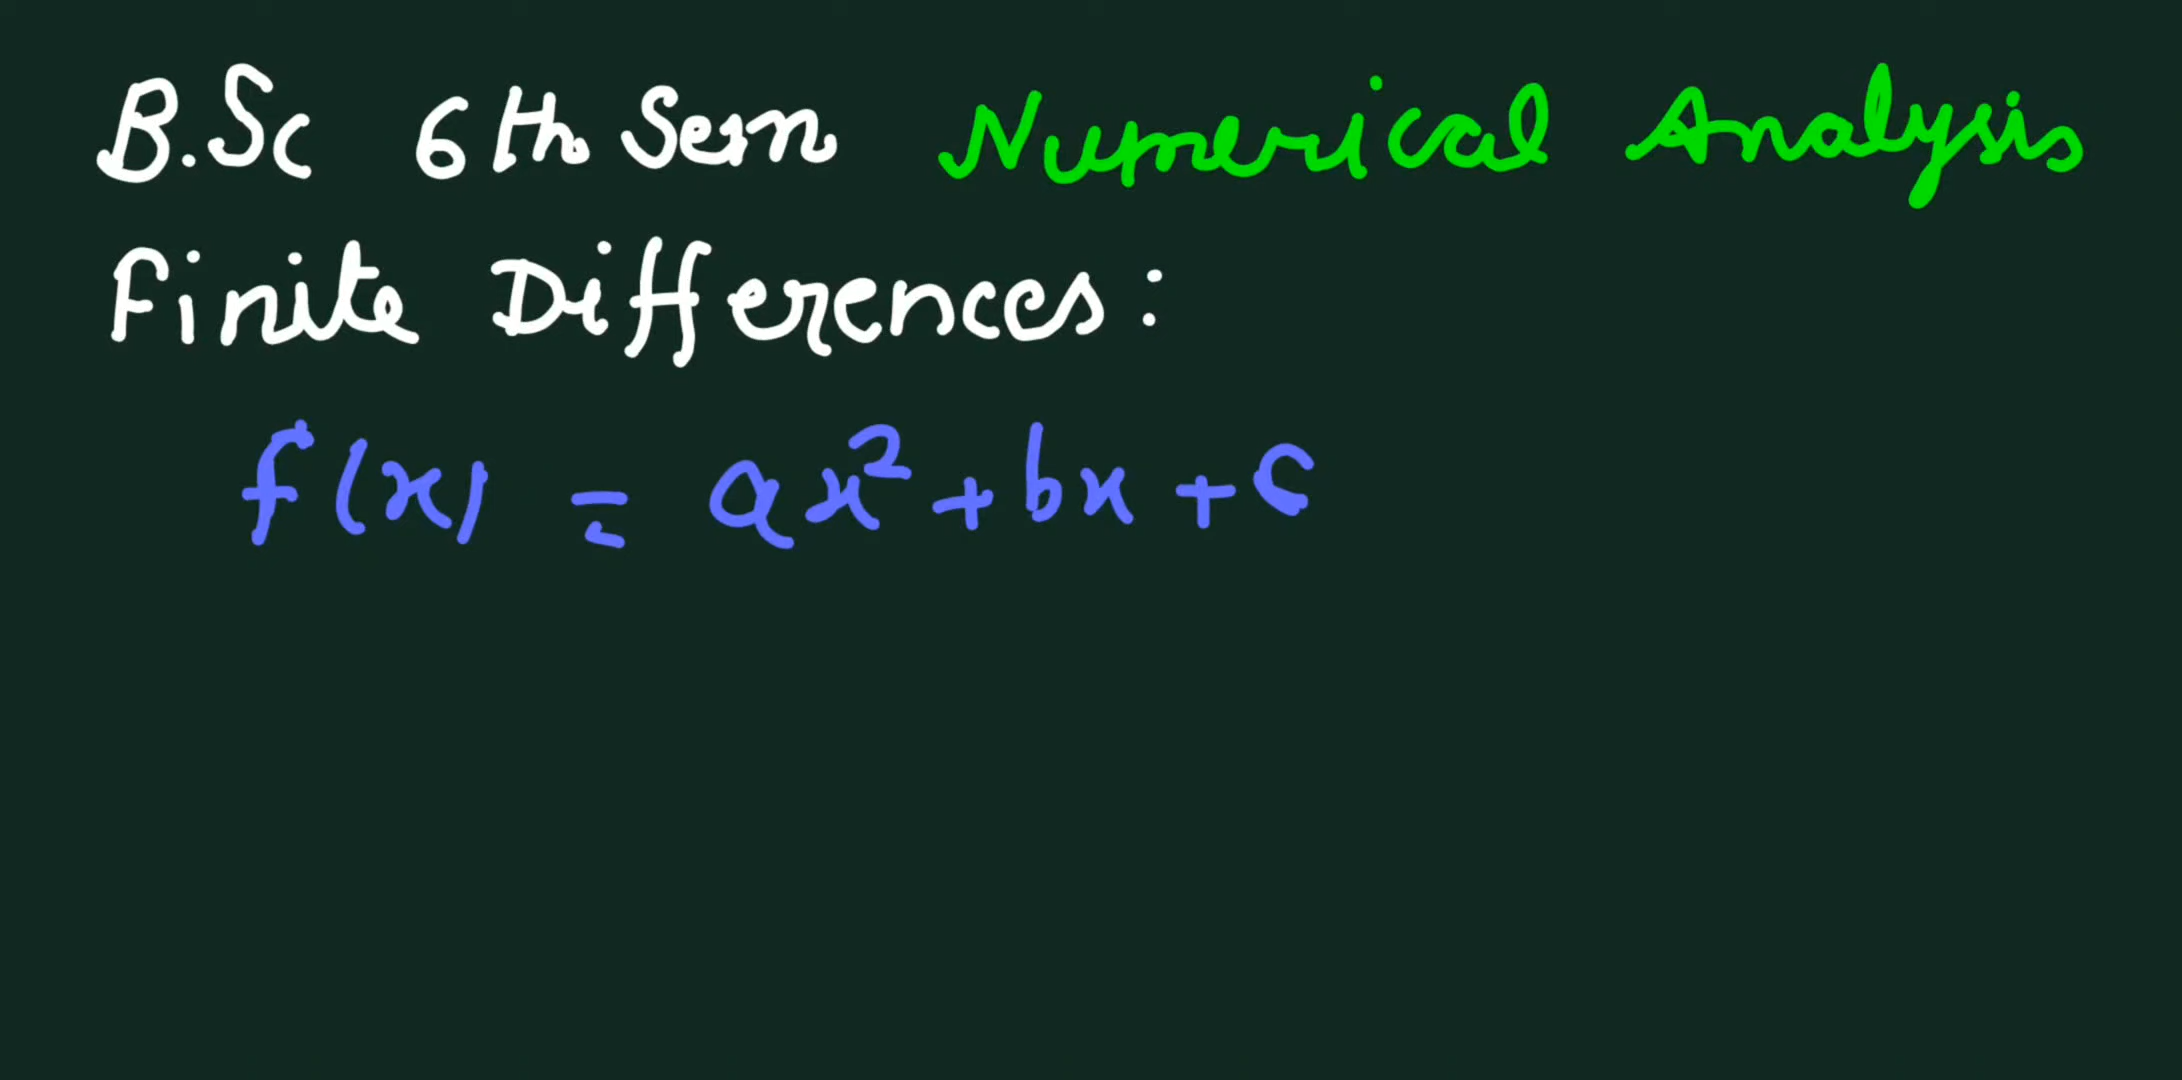 B.Sc 6th Sem Numerical Analysis
Finite Differences:
f(x) = ax²+bx+c